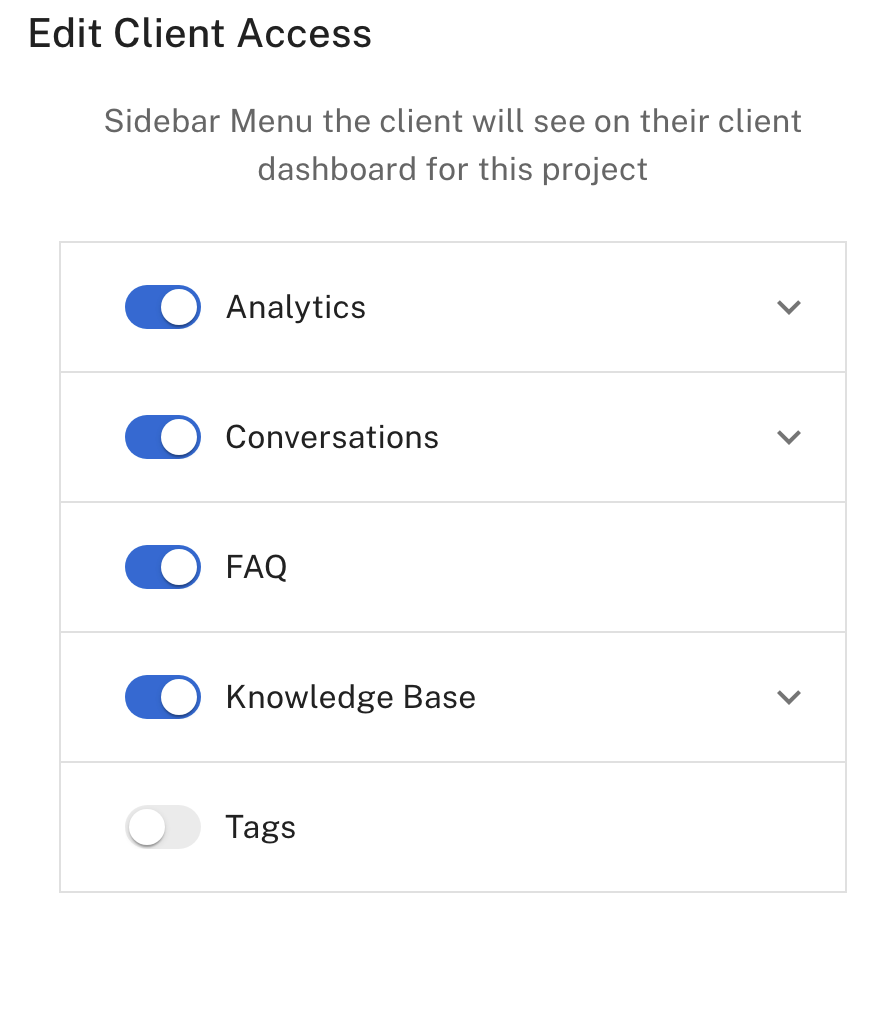 Edit Client Access
Sidebar Menu the client will see on their client
dashboard for this project
Analytics
Conversations
FAQ
Knowledge Base
Tags